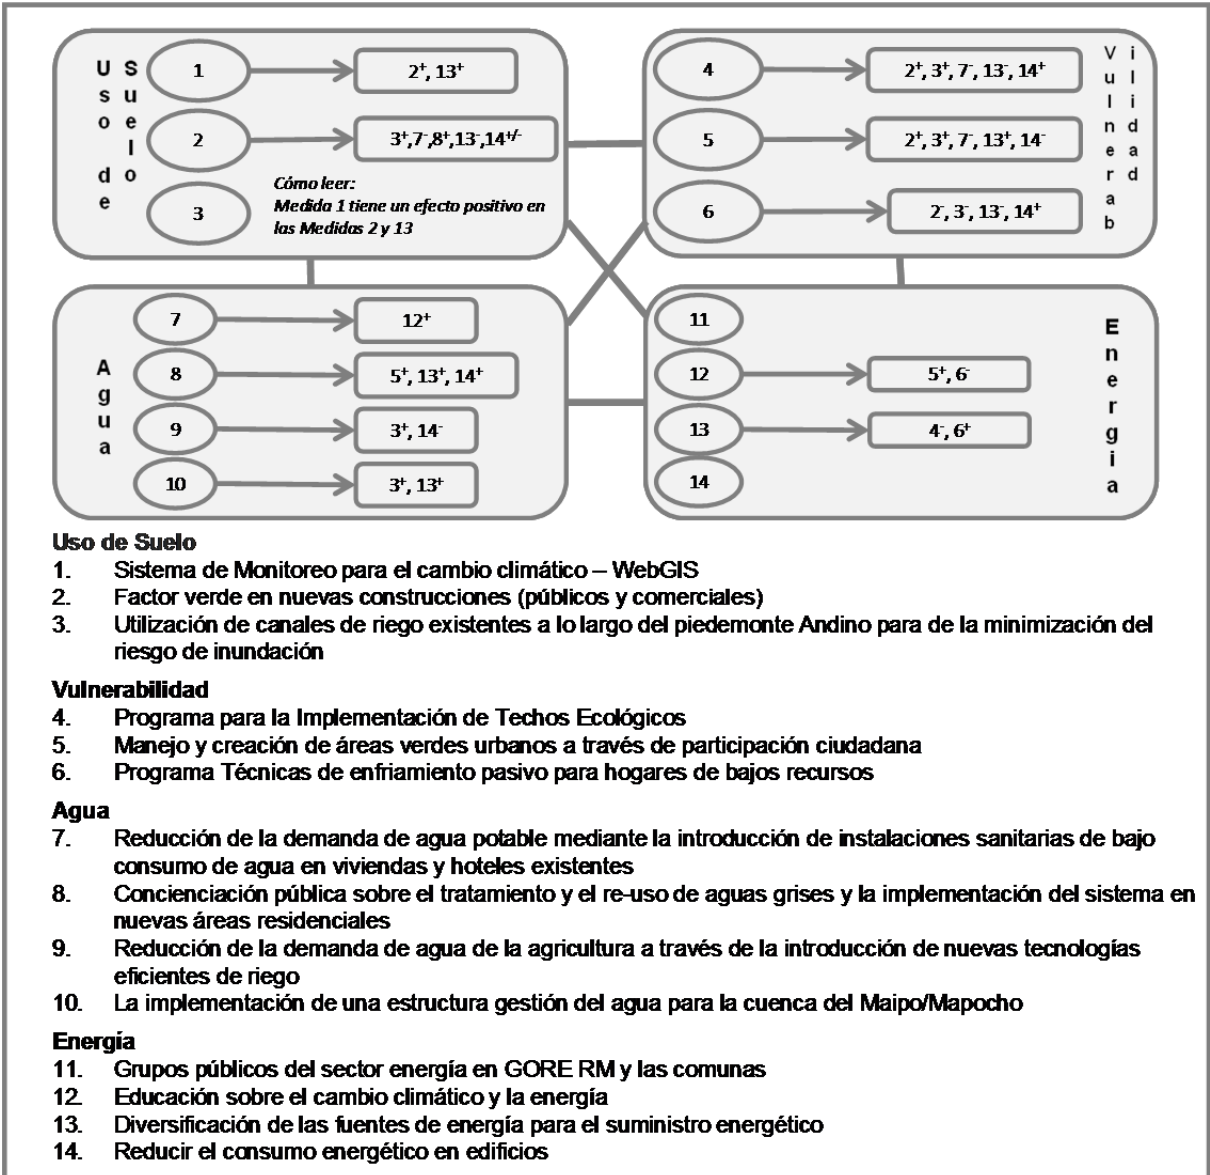 Uso de Suelo
1
2⁺, 13⁺
2
3⁺,7⁻,8⁺,13⁻,14⁺/⁻
3
Cómo leer:
Medida 1 tiene un efecto positivo en
las Medidas 2 y 13
Vulnerabilidad
4
2⁺, 3⁺, 7⁻, 13⁻, 14⁺
5
2⁺, 3⁺, 7⁻, 13⁺, 14⁻
6
2⁻, 3⁻, 13⁻, 14⁺
Agua
7
12⁺
8
5⁺, 13⁺, 14⁺
9
3⁺, 14⁻
10
3⁺, 13⁺
Energia
11
12
5⁺, 6⁻
13
4⁻, 6⁺
14
Uso de Suelo
1. Sistema de Monitoreo para el cambio climático – WebGIS
2. Factor verde en nuevas construcciones (públicos y comerciales)
3. Utilización de canales de riego existentes a lo largo del piedemonte Andino para de la minimización del
riesgo de inundación
Vulnerabilidad
4. Programa para la Implementación de Techos Ecológicos
5. Manejo y creación de áreas verdes urbanos a través de participación ciudadana
6. Programa Técnicas de enfriamiento pasivo para hogares de bajos recursos
Agua
7. Reducción de la demanda de agua potable mediante la introducción de instalaciones sanitarias de bajo
consumo de agua en viviendas y hoteles existentes
8. Concienciación pública sobre el tratamiento y el re-uso de aguas grises y la implementación del sistema en
nuevas áreas residenciales
9. Reducción de la demanda de agua de la agricultura a través de la introducción de nuevas tecnologías
eficientes de riego
10. La implementación de una estructura gestión del agua para la cuenca del Maipo/Mapocho
Energía
11. Grupos públicos del sector energía en GORE RM y las comunas
12. Educación sobre el cambio climático y la energía
13. Diversificación de las fuentes de energía para el suministro energético
14. Reducir el consumo energético en edificios